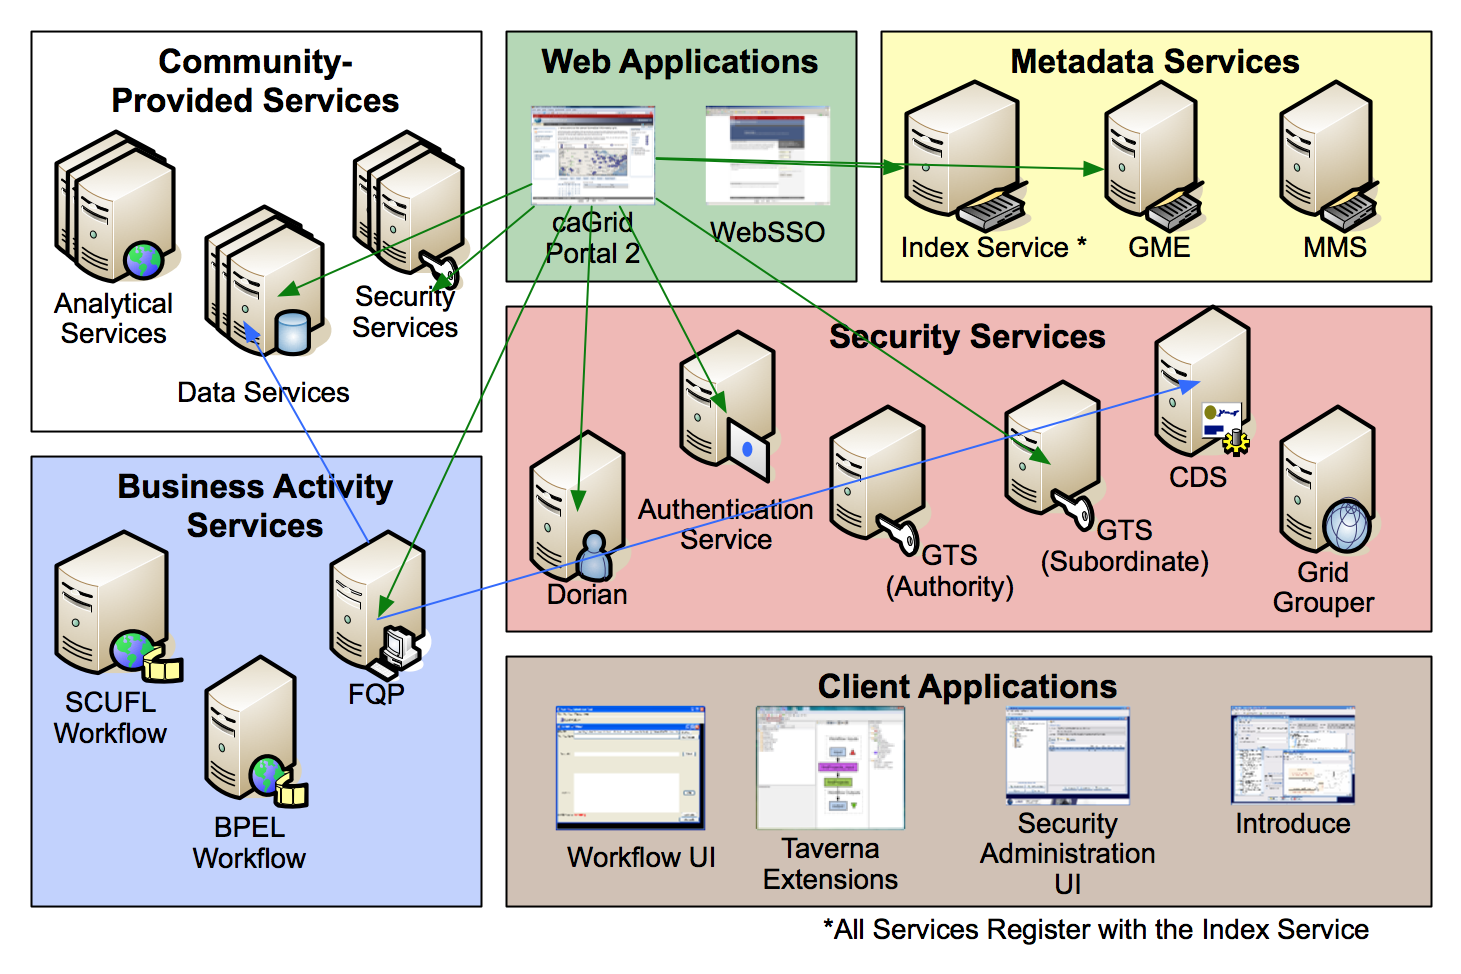 Community-
Provided Services
Analytical
Services
Data Services
Security
Services
Web Applications
caGrid
Portal 2
WebSSO
Metadata Services
Index Service *
GME
MMS
Security Services
Dorian
Authentication
Service
GTS
(Authority)
GTS
(Subordinate)
CDS
Grid
Grouper
Business Activity
Services
SCUFL
Workflow
BPEL
Workflow
FQP
Client Applications
Workflow UI
Taverna
Extensions
Security
Administration
UI
Introduce
*All Services Register with the Index Service